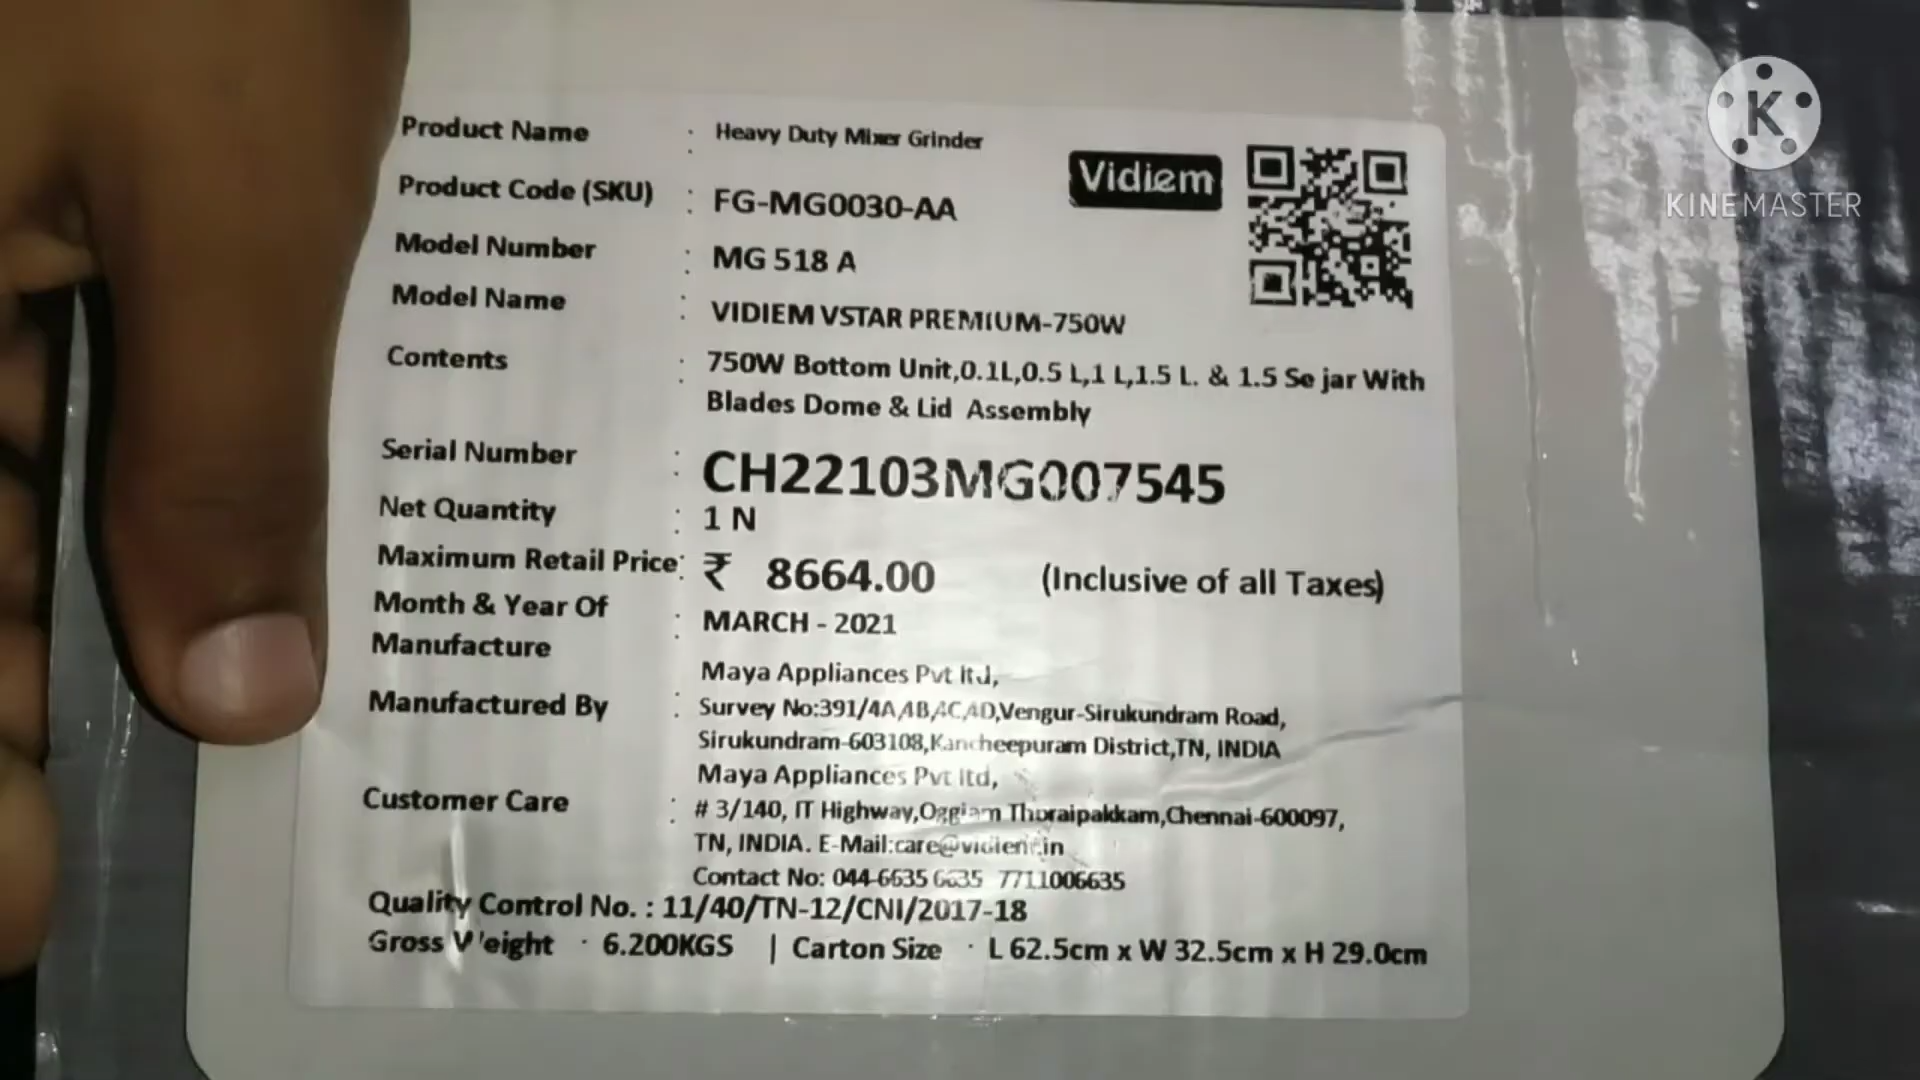 Product Name : Heavy Duty Mixer Grinder
Vidiem
Product Code (SKU) : FG-MG0030-AA
Model Number : MG 518 A
Model Name : VIDIEM VSTAR PREMIUM-750W
Contents : 750W Bottom Unit,0.1L,0.5 L,1 L,1.5 L. & 1.5 Se jar With
Blades Dome & Lid Assembly
Serial Number : CH22103MG007545
Net Quantity : 1 N
Maximum Retail Price: ₹ 8664.00 (Inclusive of all Taxes)
Month & Year Of
Manufacture : MARCH - 2021
Manufactured By : Maya Appliances Pvt ltd,
Survey No:391/4A,4B,4C,4D,Vengur-Sirukundram Road,
Sirukundram-603108,Kancheepuram District,TN, INDIA
Customer Care : Maya Appliances Pvt ltd,
# 3/140, IT Highway,Oggiam Thoraipakkam,Chennai-600097,
TN, INDIA. E-Mail:care@vidiem.in
Contact No: 044-6635 6635 7711006635
Quality Control No. : 11/40/TN-12/CNI/2017-18
Gross Weight : 6.200KGS | Carton Size : L 62.5cm x W 32.5cm x H 29.0cm
K
KINEMASTER